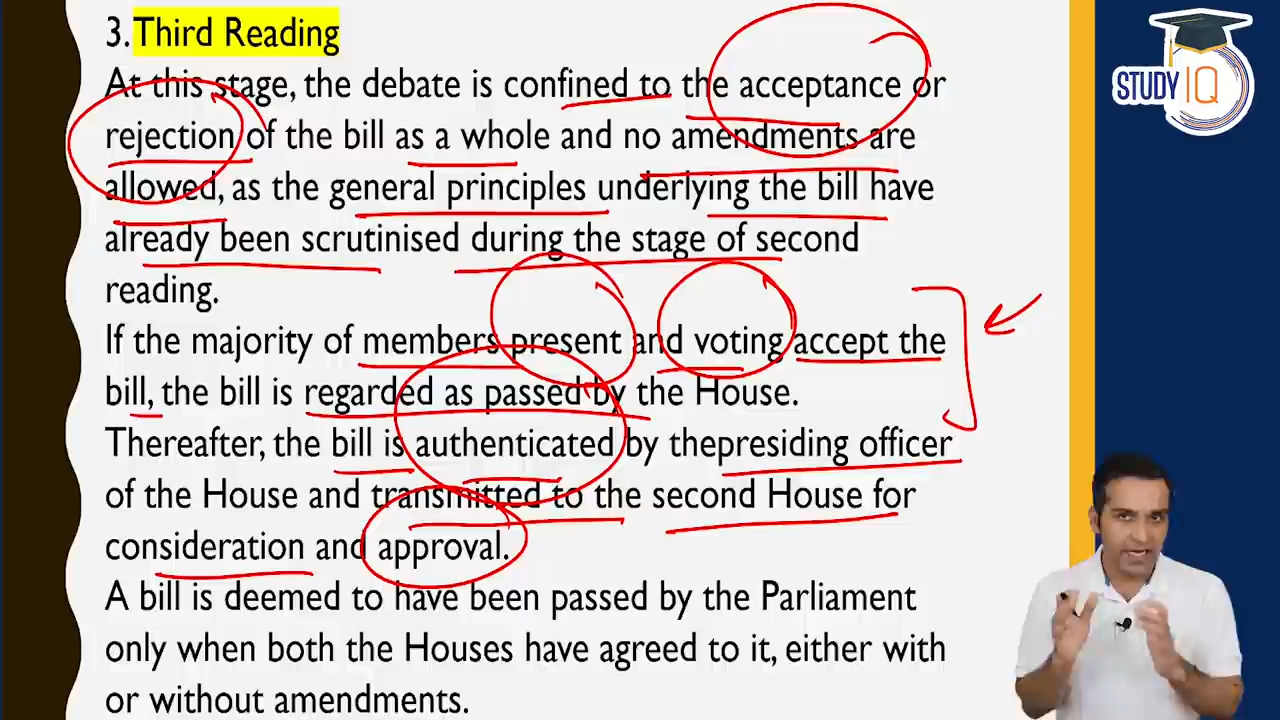 3.Third Reading
At this stage, the debate is confined to the acceptance or
rejection of the bill as a whole and no amendments are
allowed, as the general principles underlying the bill have
already been scrutinised during the stage of second
reading.
If the majority of members present and voting accept the
bill, the bill is regarded as passed by the House.
Thereafter, the bill is authenticated by thepresiding officer
of the House and transmitted to the second House for
consideration and approval.
A bill is deemed to have been passed by the Parliament
only when both the Houses have agreed to it, either with
or without amendments.
STUDY IQ